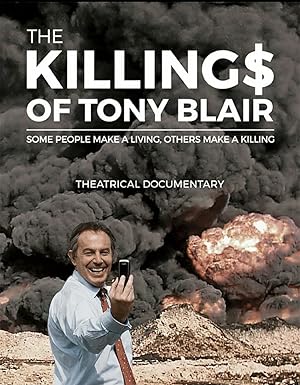 THE
KILLING$
OF TONY BLAIR
SOME PEOPLE MAKE A LIVING, OTHERS MAKE A KILLING
THEATRICAL DOCUMENTARY